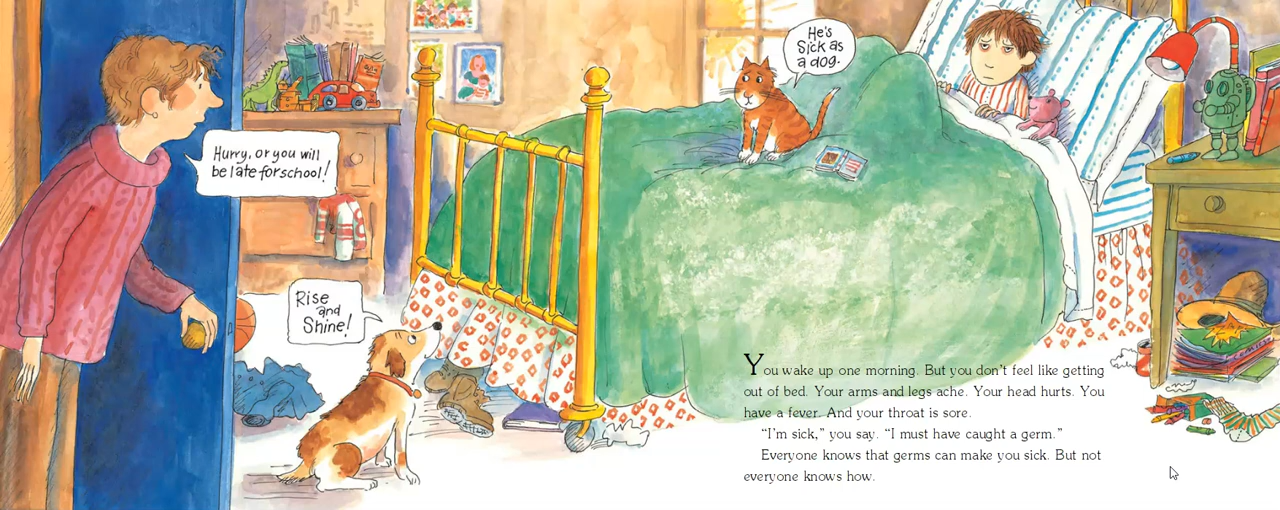 He's
Sick as
a dog.
Hurry, or you will
be late for school!
Rise
and
Shine!
You wake up one morning. But you don't feel like getting
out of bed. Your arms and legs ache. Your head hurts. You
have a fever. And your throat is sore.
“I'm sick,” you say. “I must have caught a germ.”
Everyone knows that germs can make you sick. But not
everyone knows how.